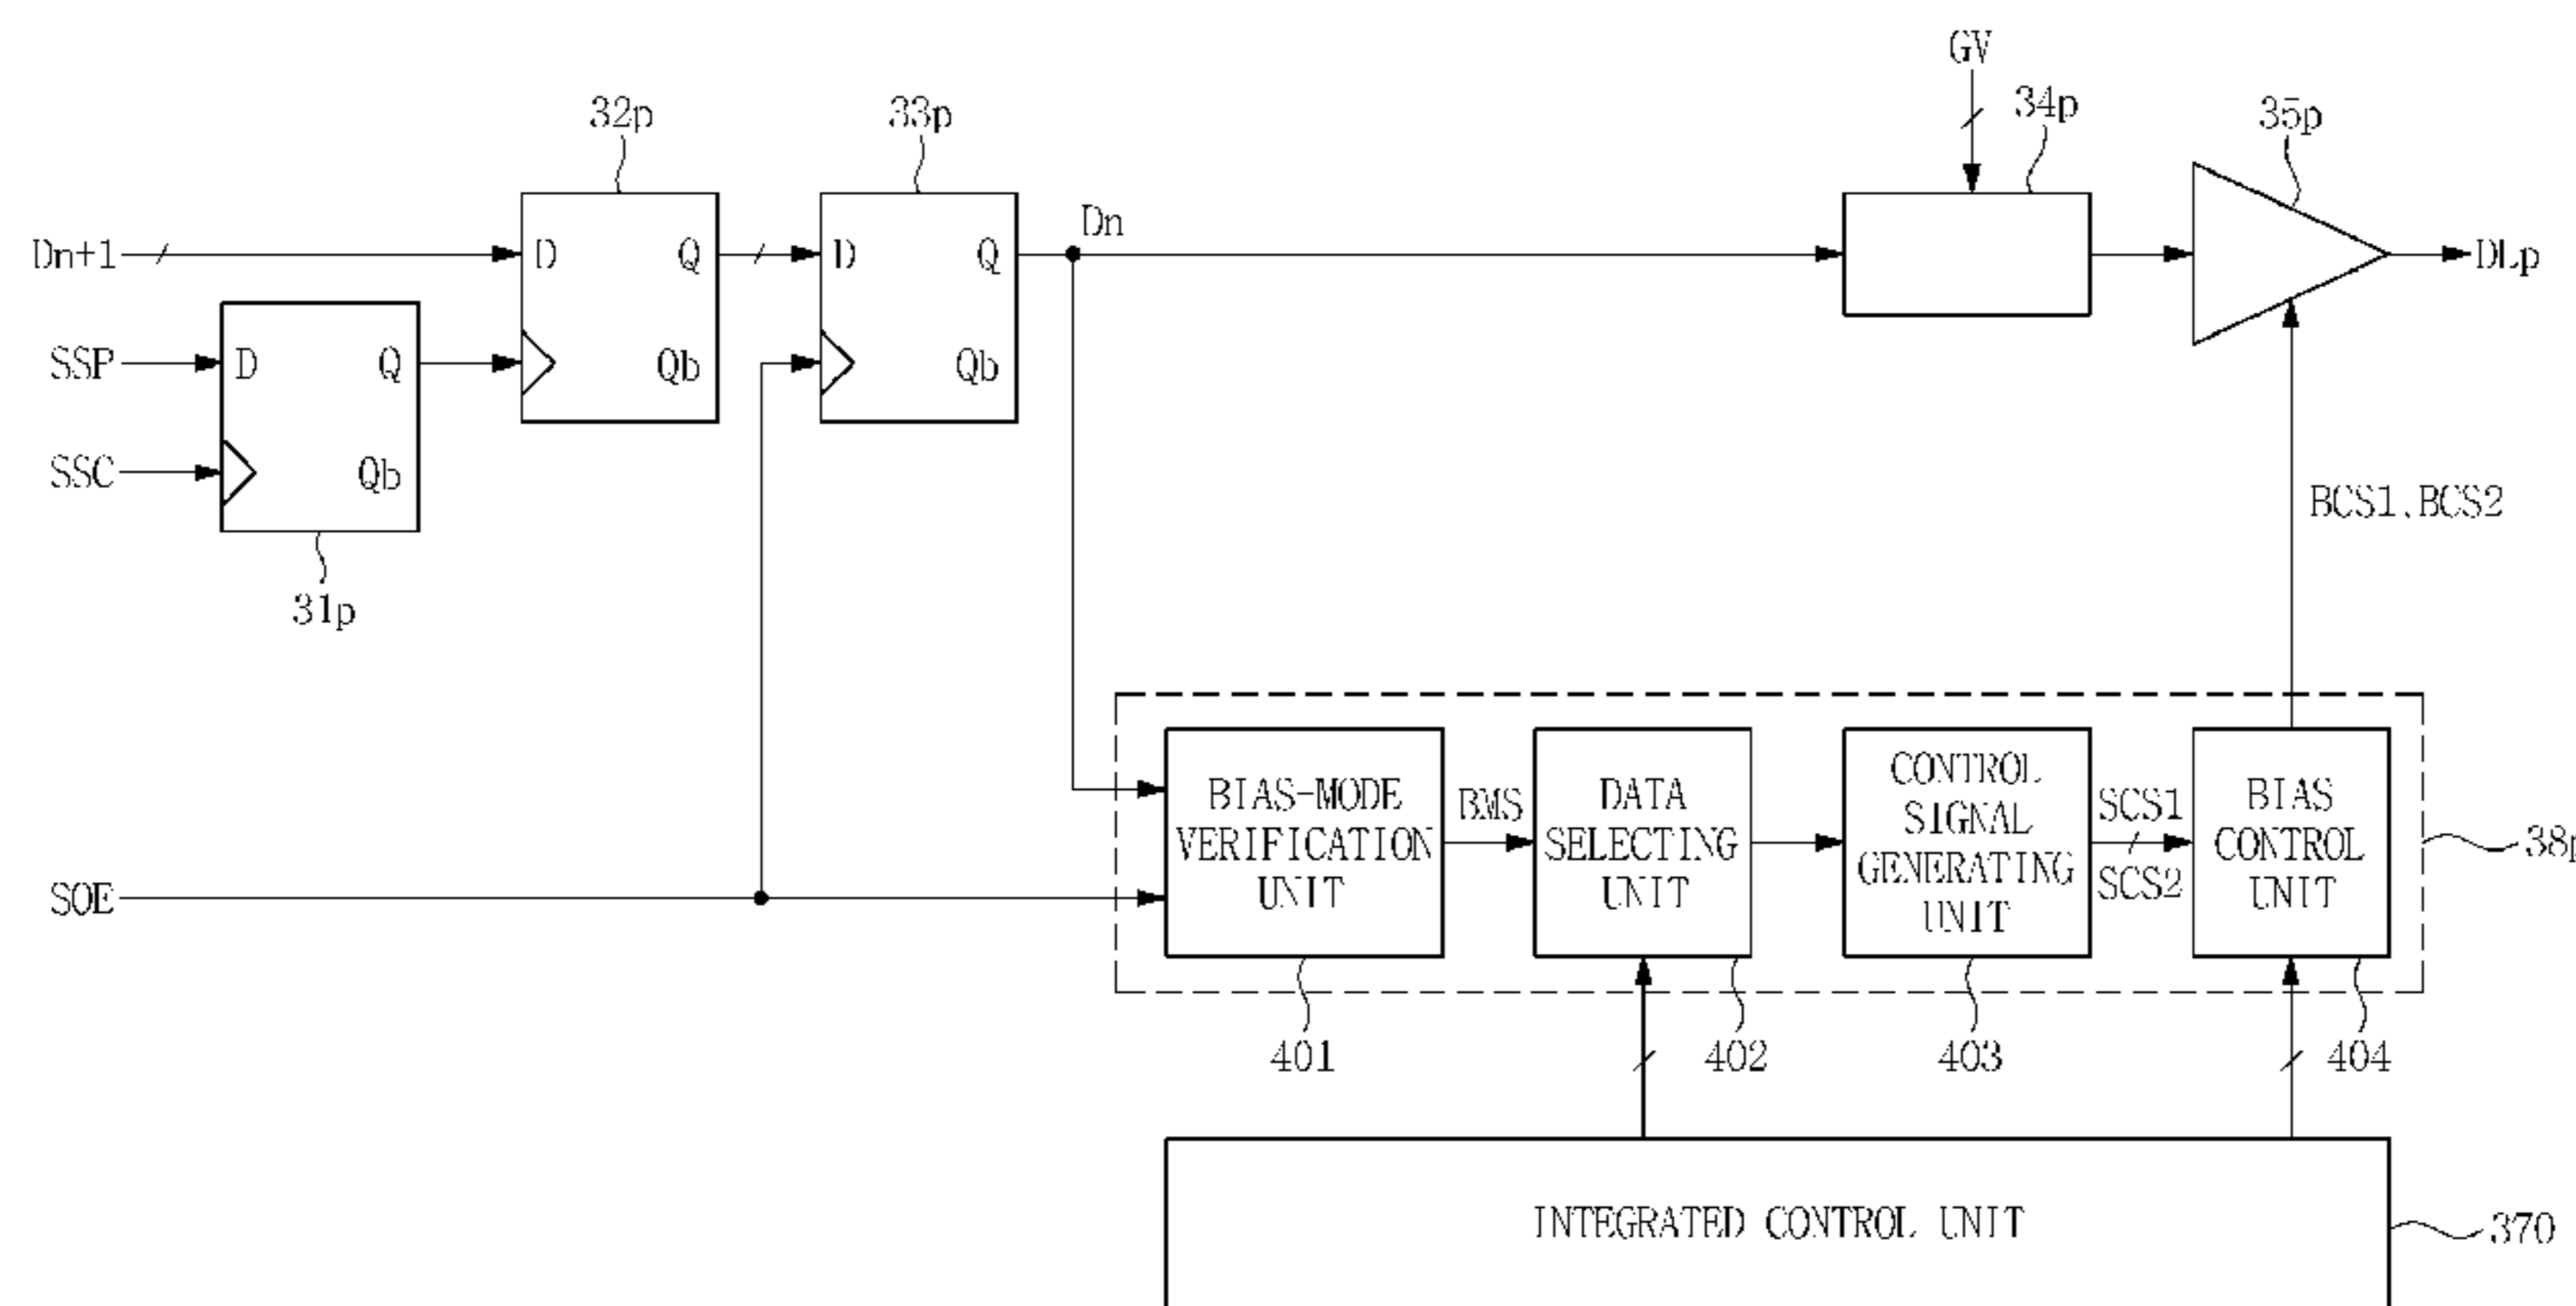 GV
32p
33p
34p
35p
Dn+1
D
Q
D
Q
Dn
DLp
SSP
D
Q
Qb
Qb
SSC
Qb
BCS1,BCS2
31p
BIAS-MODE
VERIFICATION
UNIT
BMS
DATA
SELECTING
UNIT
CONTROL
SIGNAL
GENERATING
UNIT
SCS1
SCS2
BIAS
CONTROL
UNIT
38p
SOE
401
402
403
404
INTEGRATED CONTROL UNIT
370